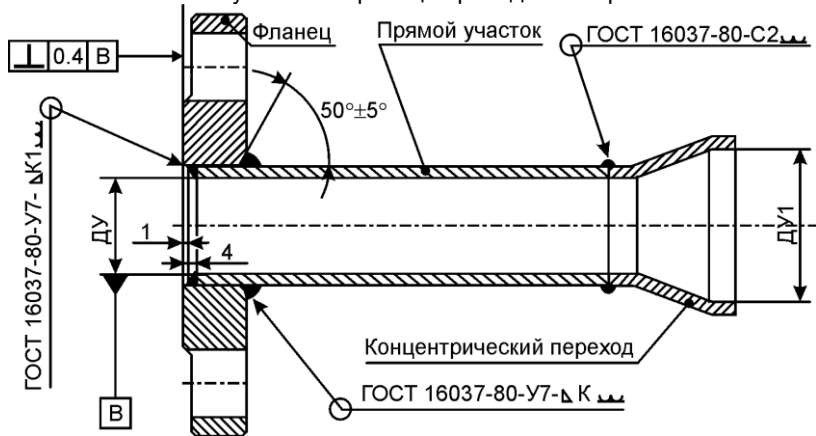 Фланец
Прямой участок
ГОСТ 16037-80-С2
⊥ 0.4 В
50°±5°
ГОСТ 16037-80-У7-⊿К1
ДУ
1
4
ДУ1
Концентрический переход
ГОСТ 16037-80-У7-⊿ К
В